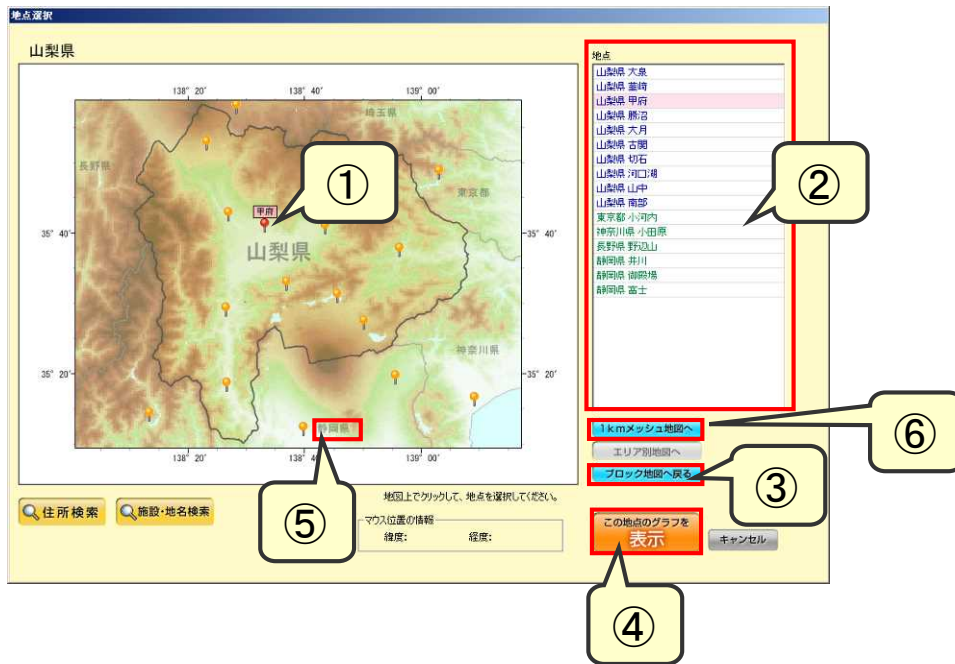 地点選択
山梨県
地点
138° 20' 138° 40' 139° 00'
埼玉県
長野県
東京都
甲府
35° 40' 35° 40'
山梨県
神奈川県
35° 20' 35° 20'
静岡県
138° 20' 138° 40' 139° 00'
山梨県 大泉
山梨県 韮崎
山梨県 甲府
山梨県 勝沼
山梨県 大月
山梨県 古関
山梨県 切石
山梨県 河口湖
山梨県 山中
山梨県 南部
東京都 小河内
神奈川県 小田原
長野県 野辺山
静岡県 井川
静岡県 御殿場
静岡県 富士
①
②
⑥
1kmメッシュ地図へ
エリア別地図へ
ブロック地図へ戻る
③
⑤
地図上でクリックして、地点を選択してください。
住所検索 施設・地名検索
マウス位置の情報
緯度: 経度:
この地点のグラフを
表示
キャンセル
④